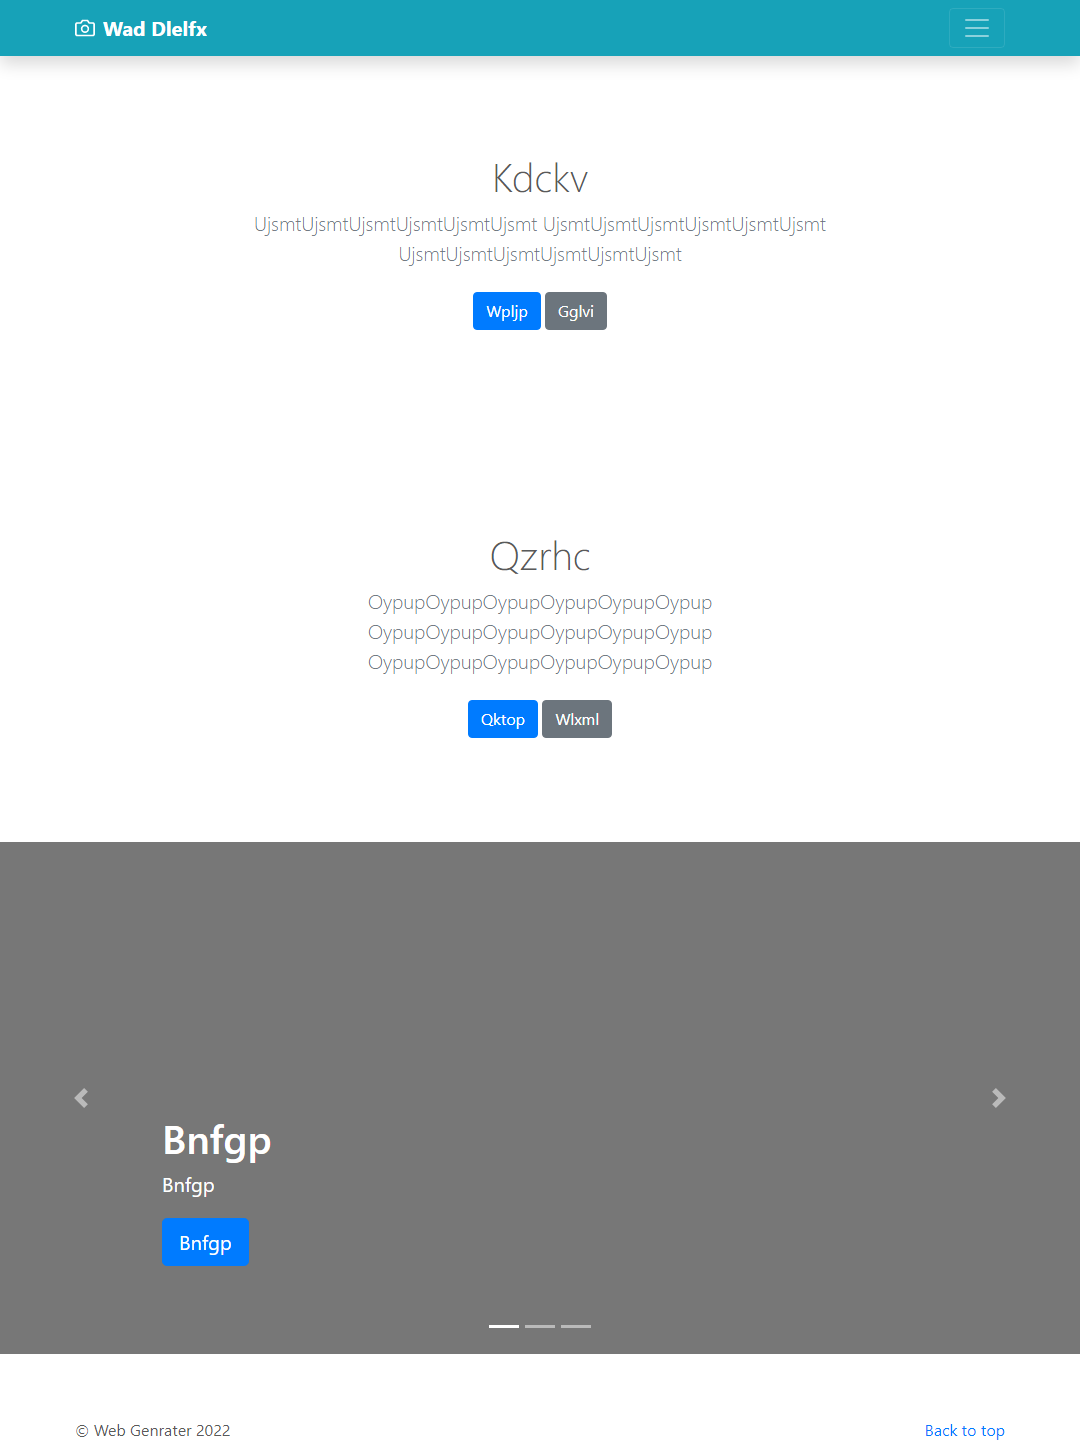 Wad Dlelfx
Kdckv
UjsmtUjsmtUjsmtUjsmtUjsmtUjsmt UjsmtUjsmtUjsmtUjsmtUjsmtUjsmt
UjsmtUjsmtUjsmtUjsmtUjsmtUjsmt
Wpljp Gglvi
Qzrhc
OypupOypupOypupOypupOypupOypup
OypupOypupOypupOypupOypupOypup
OypupOypupOypupOypupOypupOypup
Qktop Wlxml
Bnfgp
Bnfgp
Bnfgp
© Web Genrater 2022 Back to top